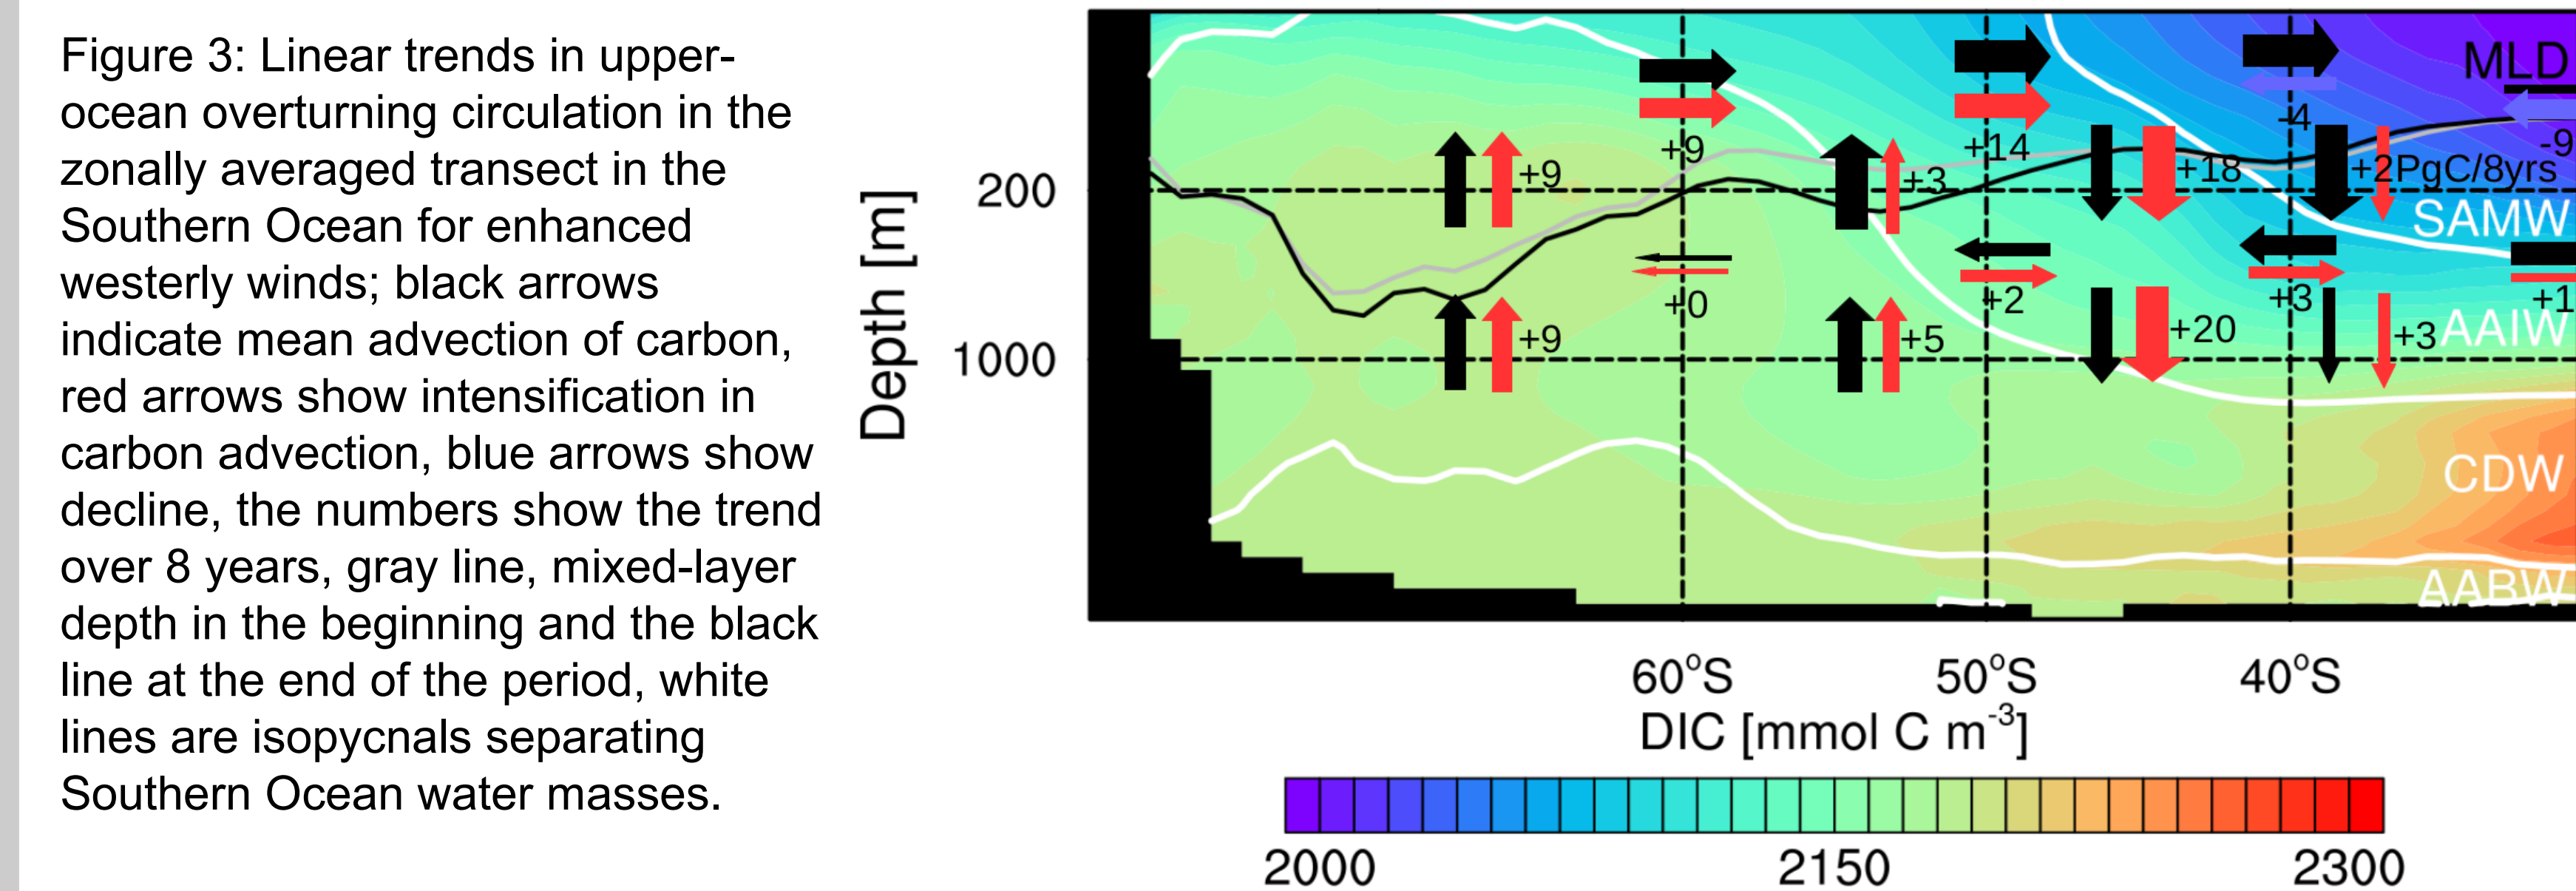 Figure 3: Linear trends in upper-
ocean overturning circulation in the
zonally averaged transect in the
Southern Ocean for enhanced
westerly winds; black arrows
indicate mean advection of carbon,
red arrows show intensification in
carbon advection, blue arrows show
decline, the numbers show the trend
over 8 years, gray line, mixed-layer
depth in the beginning and the black
line at the end of the period, white
lines are isopycnals separating
Southern Ocean water masses.
Depth [m]
200
1000
MLD
-4
-9
+9
+9
+14
+3
+18
+2PgC/8yrs
SAMW
+0
+2
+3
+1
+9
+5
+20
+3
AAIW
CDW
AABW
60°S
50°S
40°S
DIC [mmol C m⁻³]
2000
2150
2300